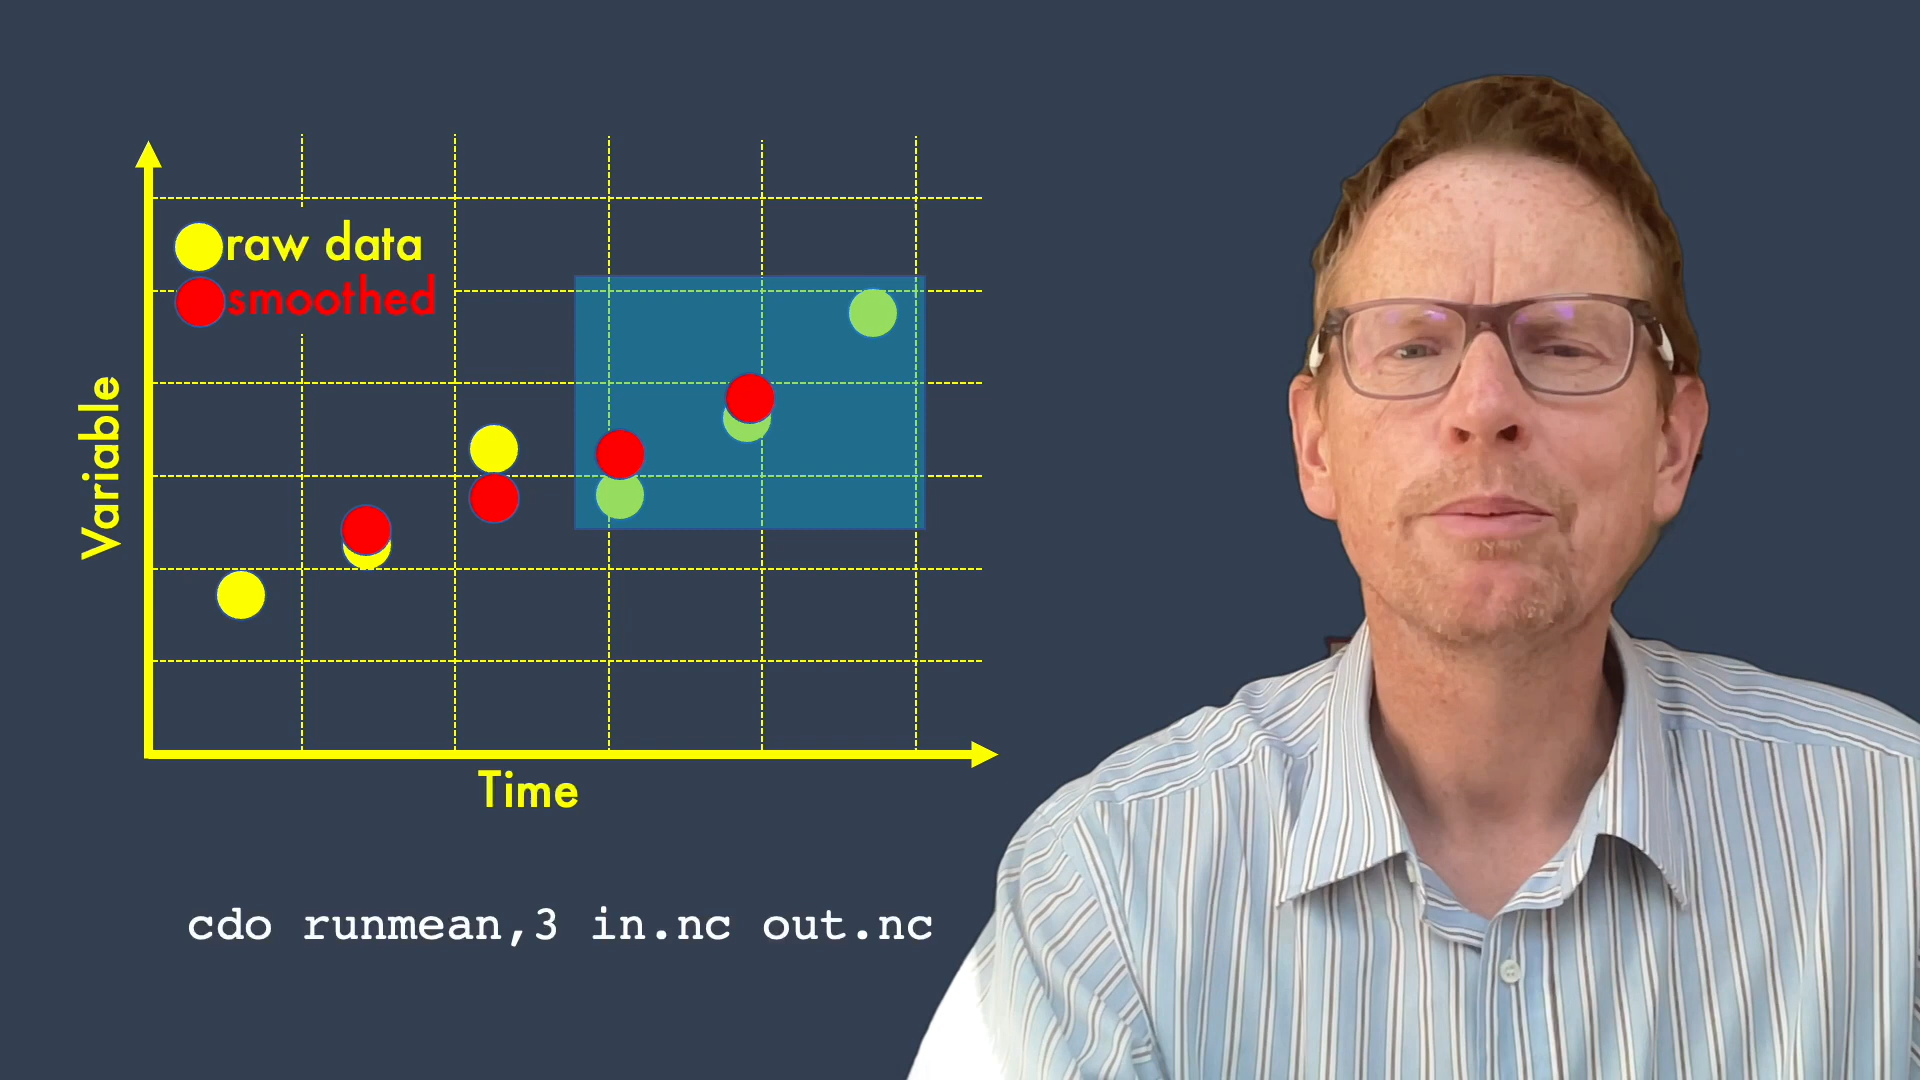 raw data
smoothed
Variable
Time
cdo runmean,3 in.nc out.nc